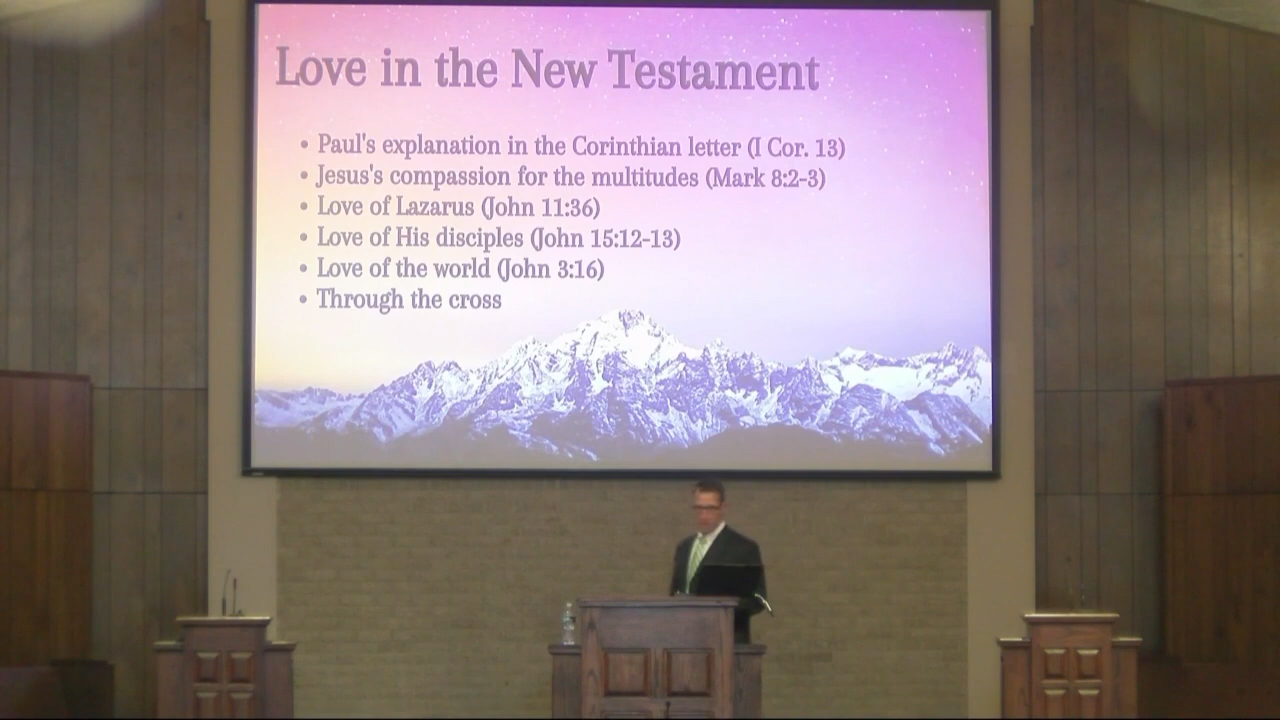 Love in the New Testament
• Paul's explanation in the Corinthian letter (I Cor. 13)
• Jesus's compassion for the multitudes (Mark 8:2-3)
• Love of Lazarus (John 11:36)
• Love of His disciples (John 15:12-13)
• Love of the world (John 3:16)
• Through the cross